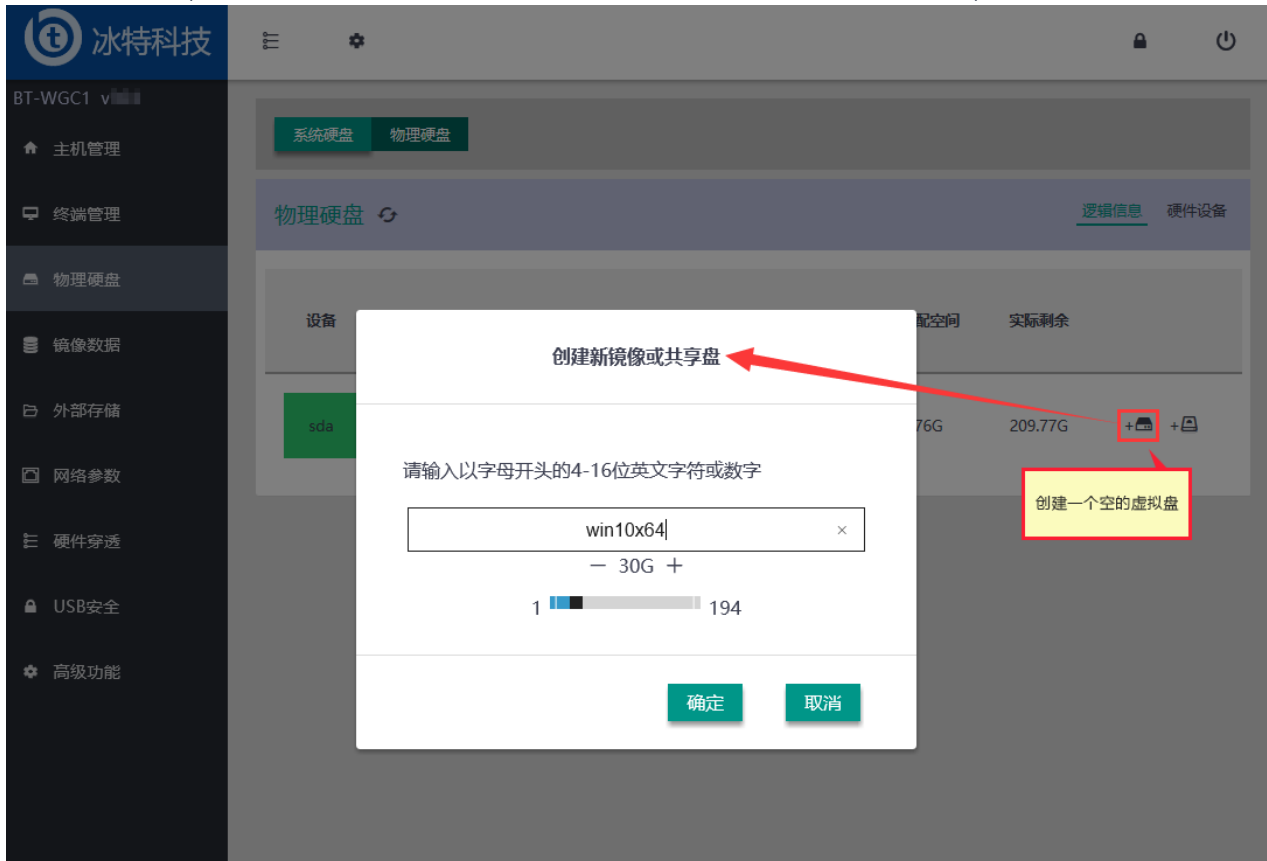 冰特科技
BT-WGC1 v
主机管理
终端管理
物理硬盘
镜像数据
外部存储
网络参数
硬件穿透
USB安全
高级功能
系统硬盘 物理硬盘
物理硬盘 逻辑信息 硬件设备
设备 配空间 实际剩余
sda 76G 209.77G + +
创建一个空的虚拟盘
创建新镜像或共享盘
请输入以字母开头的4-16位英文字符或数字
win10x64 ×
— 30G +
1 194
确定 取消